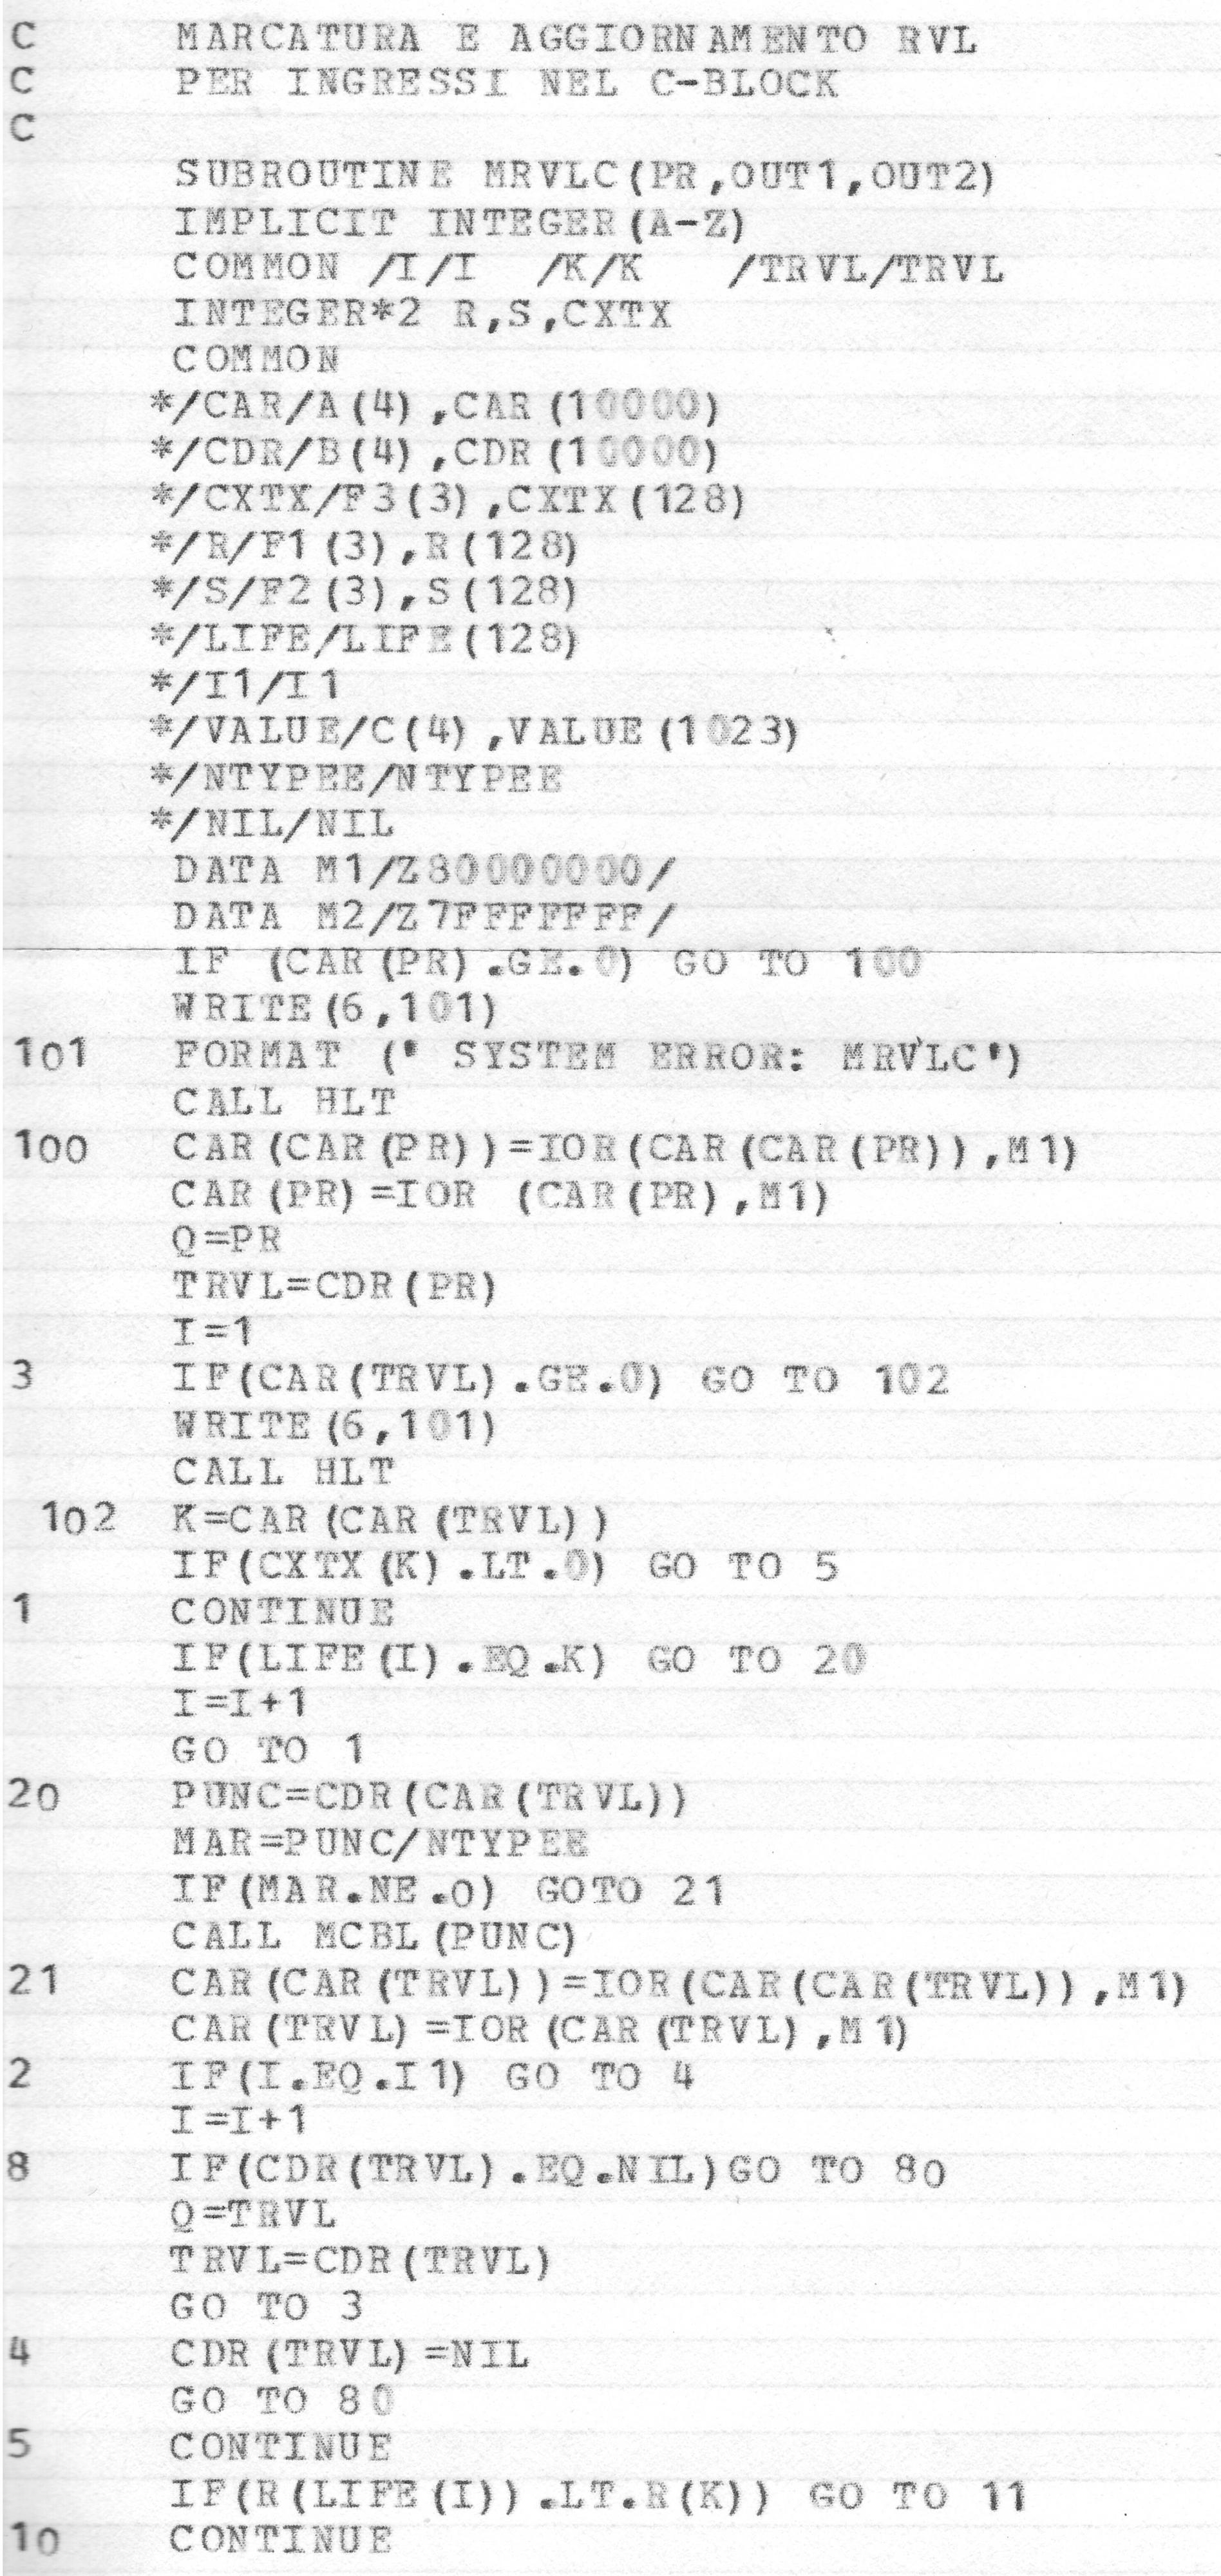 C      MARCATURA E AGGIORNAMENTO RVL
C      PER INGRESSI NEL C-BLOCK
C
       SUBROUTINE MRVLC(PR,OUT1,OUT2)
       IMPLICIT INTEGER(A-Z)
       COMMON /I/I   /K/K    /TRVL/TRVL
       INTEGER*2 R,S,CXTX
       COMMON
      */CAR/A(4),CAR(10000)
      */CDR/B(4),CDR(10000)
      */CXTX/F3(3),CXTX(128)
      */R/F1(3),R(128)
      */S/F2(3),S(128)
      */LIFE/LIFE(128)
      */I1/I1
      */VALUE/C(4),VALUE(1023)
      */NTYPEE/NTYPEE
      */NIL/NIL
       DATA M1/Z80000000/
       DATA M2/Z7FFFFFFF/
       IF (CAR(PR).GE.0) GO TO 100
       WRITE(6,101)
101    FORMAT (' SYSTEM ERROR: MRVLC')
       CALL HLT
100    CAR(CAR(PR))=IOR(CAR(CAR(PR)),M1)
       CAR(PR)=IOR (CAR(PR),M1)
       Q=PR
       TRVL=CDR(PR)
       I=1
3      IF(CAR(TRVL).GE.0) GO TO 102
       WRITE(6,101)
       CALL HLT
 102   K=CAR(CAR(TRVL))
       IF(CXTX(K).LT.0) GO TO 5
1      CONTINUE
       IF(LIFE(I).EQ.K) GO TO 20
       I=I+1
       GO TO 1
20     PUNC=CDR(CAR(TRVL))
       MAR=PUNC/NTYPEE
       IF(MAR.NE.0) GOTO 21
       CALL MCBL(PUNC)
21     CAR(CAR(TRVL))=IOR(CAR(CAR(TRVL)),M1)
       CAR(TRVL)=IOR(CAR(TRVL),M1)
2      IF(I.EQ.I1) GO TO 4
       I=I+1
8      IF(CDR(TRVL).EQ.NIL)GO TO 80
       Q=TRVL
       TRVL=CDR(TRVL)
       GO TO 3
4      CDR(TRVL)=NIL
       GO TO 80
5      CONTINUE
       IF(R(LIFE(I)).LT.R(K)) GO TO 11
10     CONTINUE